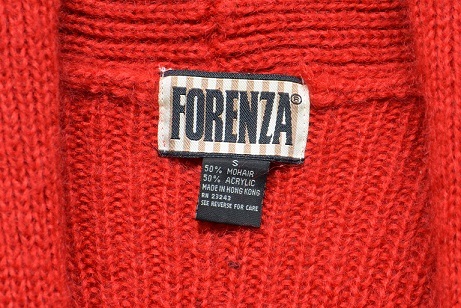 FORENZA®
S
50% MOHAIR
50% ACRYLIC
MADE IN HONG KONG
RN 23243
SEE REVERSE FOR CARE